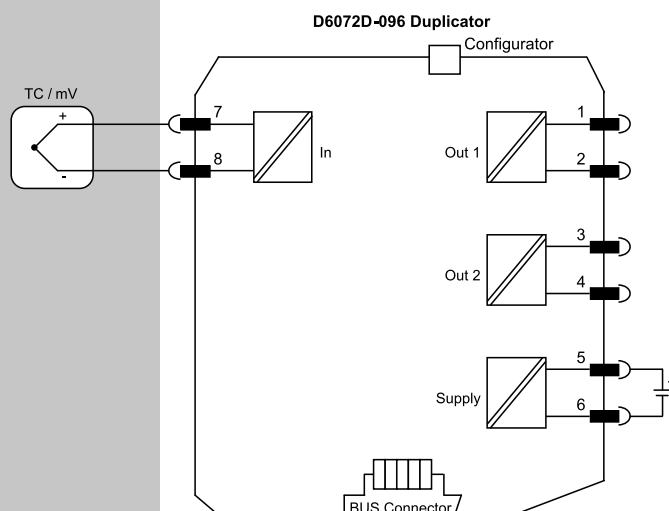 D6072D-096 Duplicator
Configurator
TC / mV
+
-
7
8
In
1
2
Out 1
3
4
Out 2
5
6
Supply
BUS Connector